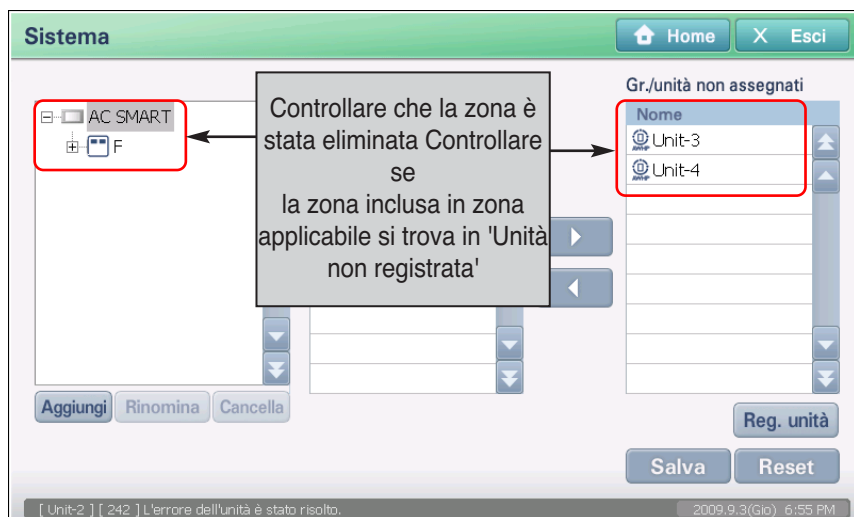 Sistema
Home
X Esci
Gr./unità non assegnati
AC SMART
F
Controllare che la zona è
stata eliminata Controllare
se
la zona inclusa in zona
applicabile si trova in 'Unità
non registrata'
Nome
Unit-3
Unit-4
Aggiungi
Rinomina
Cancella
Reg. unità
Salva
Reset
[ Unit-2 ] [ 242 ] L'errore dell'unità è stato risolto.
2009.9.3(Gio) 6:55 PM